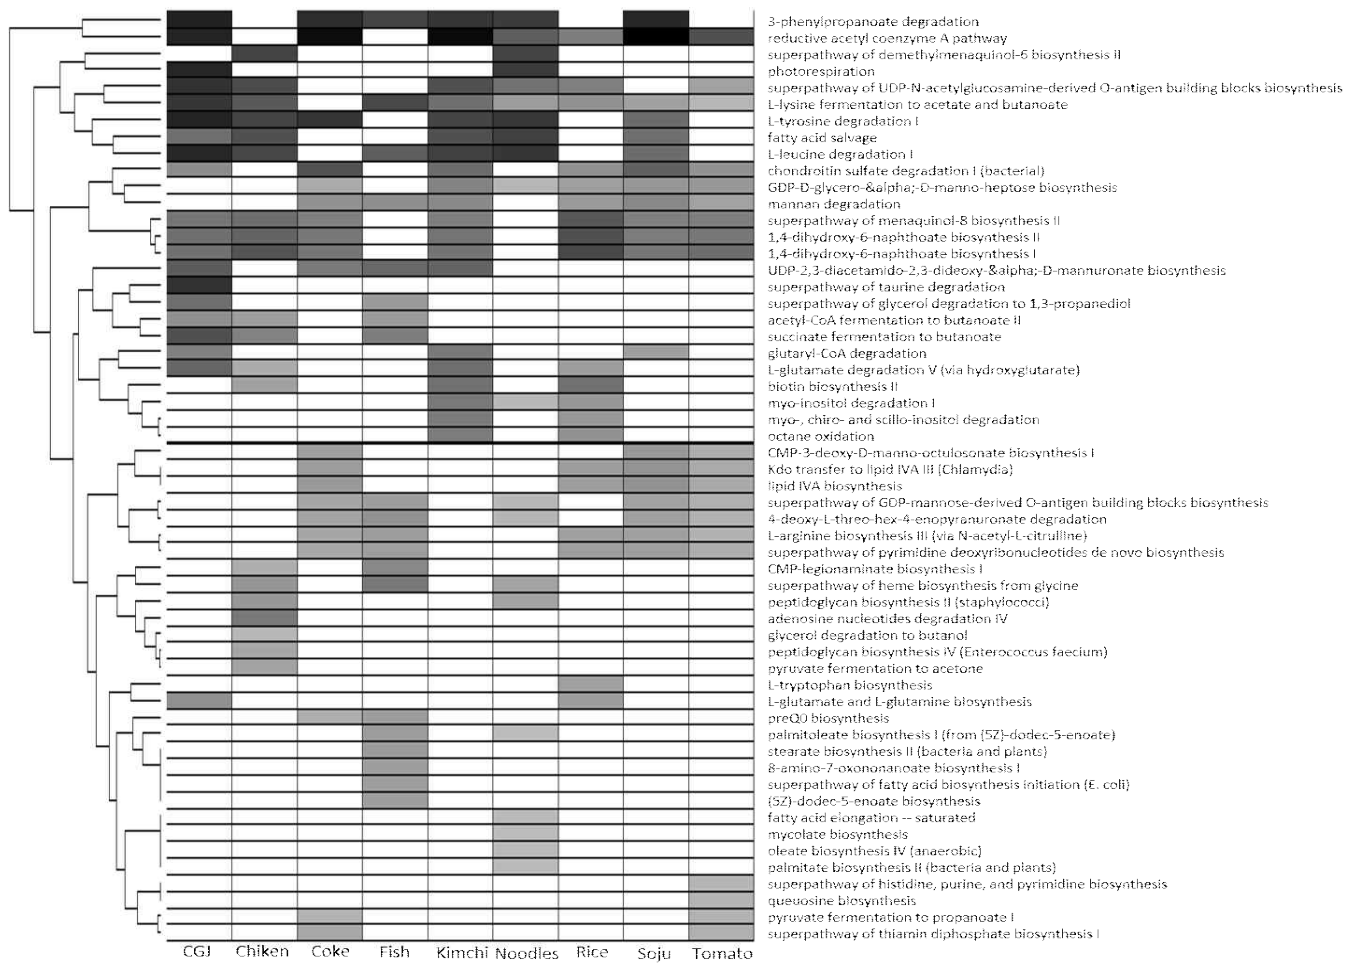 3-phenylpropanoate degradation
reductive acetyl coenzyme A pathway
superpathway of demethylmenaquinol-6 biosynthesis II
photorespiration
superpathway of UDP-N-acetylglucosamine-derived O-antigen building blocks biosynthesis
L-lysine fermentation to acetate and butanoate
L-tyrosine degradation I
fatty acid salvage
L-leucine degradation I
chondroitin sulfate degradation I (bacterial)
GDP-D-glycero-&alpha;-D-manno-heptose biosynthesis
mannan degradation
superpathway of menaquinol-8 biosynthesis II
1,4-dihydroxy-6-naphthoate biosynthesis II
1,4-dihydroxy-6-naphthoate biosynthesis I
UDP-2,3-diacetamido-2,3-dideoxy-&alpha;-D-mannuronate biosynthesis
superpathway of taurine degradation
superpathway of glycerol degradation to 1,3-propanediol
acetyl-CoA fermentation to butanoate II
succinate fermentation to butanoate
glutaryl-CoA degradation
L-glutamate degradation V (via hydroxyglutarate)
biotin biosynthesis II
myo-inositol degradation I
myo-, chiro- and scillo-inositol degradation
octane oxidation
CMP-3-deoxy-D-manno-octulosonate biosynthesis I
Kdo transfer to lipid IVA III (Chlamydia)
lipid IVA biosynthesis
superpathway of GDP-mannose-derived O-antigen building blocks biosynthesis
4-deoxy-L-threo-hex-4-enopyranuronate degradation
L-arginine biosynthesis III (via N-acetyl-L-citrulline)
superpathway of pyrimidine deoxyribonucleotides de novo biosynthesis
CMP-legionaminate biosynthesis I
superpathway of heme biosynthesis from glycine
peptidoglycan biosynthesis II (staphylococci)
adenosine nucleotides degradation IV
glycerol degradation to butanol
peptidoglycan biosynthesis IV (Enterococcus faecium)
pyruvate fermentation to acetone
L-tryptophan biosynthesis
L-glutamate and L-glutamine biosynthesis
preQ0 biosynthesis
palmitoleate biosynthesis I (from (5Z)-dodec-5-enoate)
stearate biosynthesis II (bacteria and plants)
8-amino-7-oxononanoate biosynthesis I
superpathway of fatty acid biosynthesis initiation (E. coli)
(5Z)-dodec-5-enoate biosynthesis
fatty acid elongation -- saturated
mycolate biosynthesis
oleate biosynthesis IV (anaerobic)
palmitate biosynthesis II (bacteria and plants)
superpathway of histidine, purine, and pyrimidine biosynthesis
queuosine biosynthesis
pyruvate fermentation to propanoate I
superpathway of thiamin diphosphate biosynthesis I
CGJ Chiken Coke Fish Kimchi Noodles Rice Soju Tomato